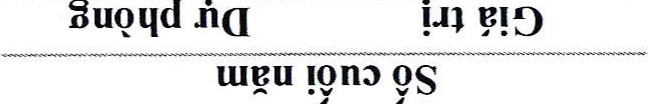 Số cuối năm
Giá trị Dự phòng